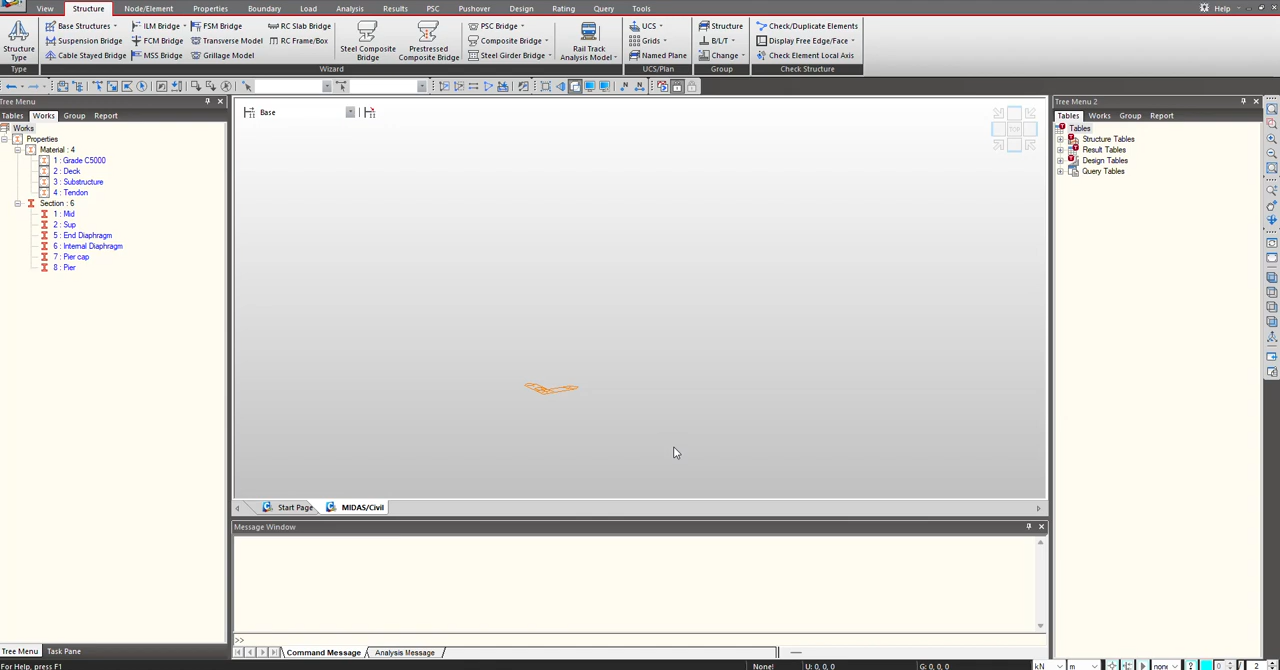 View Structure Node/Element Properties Boundary Load Analysis Results Pushover PSC Design Rating Query Tools Help
Structure Type
Base Structures
Suspension Bridge
Cable Stayed Bridge
ILM Bridge
FCM Bridge
MSS Bridge
FSM Bridge
Transverse Model
Grillage Model
RC Slab Bridge
RC Frame/Box
Steel Composite Bridge
Prestressed Composite Bridge
PSC Bridge
Composite Bridge
Steel Girder Bridge
Rail Track Analysis Model
UCS
Grids
Named Plane
Structure
B/L/T
Change
Check/Duplicate Elements
Display Free Edge/Face
Check Element Local Axis
Type Wizard UCS/Plan Group Check Structure
Tree Menu
Tables Works Group Report
Works
Properties
Material : 4
1 : Grade C5000
2 : Deck
3 : Substructure
4 : Tendon
Section : 6
1 : Mid
2 : Sup
5 : End Diaphragm
6 : Internal Diaphragm
7 : Pier cap
8 : Pier
Base
TOP
Tree Menu 2
Tables Works Group Report
Tables
Structure Tables
Result Tables
Design Tables
Query Tables
Start Page MIDAS/Civil
Message Window
>>
Command Message Analysis Message
Tree Menu Task Pane
For Help, press F1
None! U: 0, 0, 0 G: 0, 0, 0 kN m none 0 2